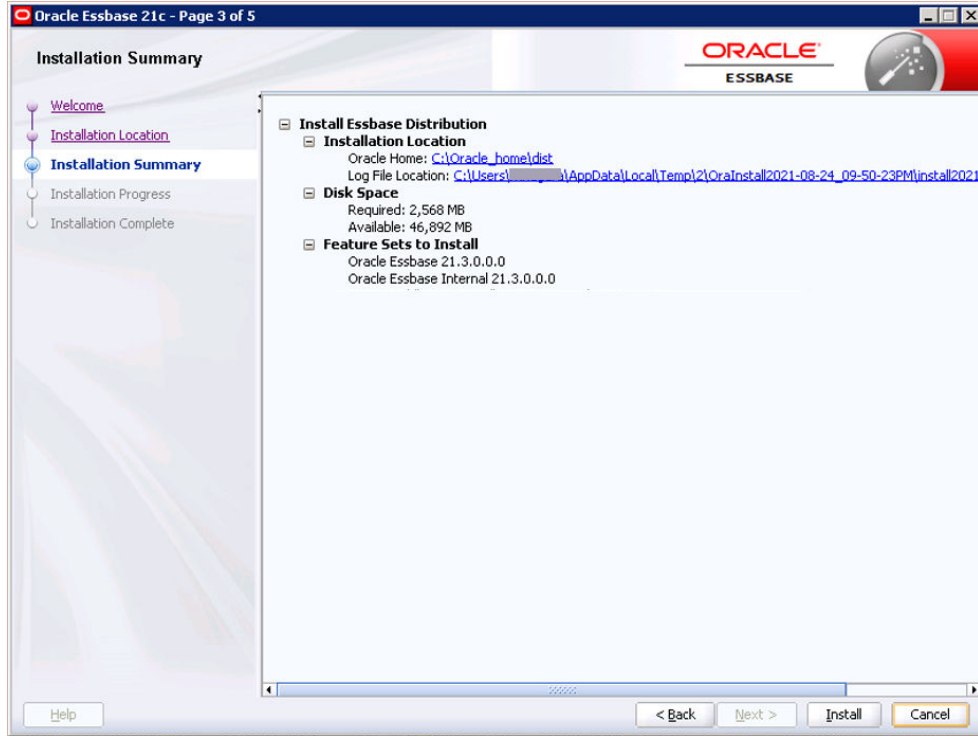 Oracle Essbase 21c - Page 3 of 5
Installation Summary
ORACLE
ESSBASE
Welcome
Installation Location
Installation Summary
Installation Progress
Installation Complete
Install Essbase Distribution
Installation Location
Oracle Home: C:\Oracle_home\dist
Log File Location: C:\Users\ \AppData\Local\Temp\2\OraInstall2021-08-24_09-50-23PM\install2021
Disk Space
Required: 2,568 MB
Available: 46,892 MB
Feature Sets to Install
Oracle Essbase 21.3.0.0.0
Oracle Essbase Internal 21.3.0.0.0
Help
< Back
Next >
Install
Cancel